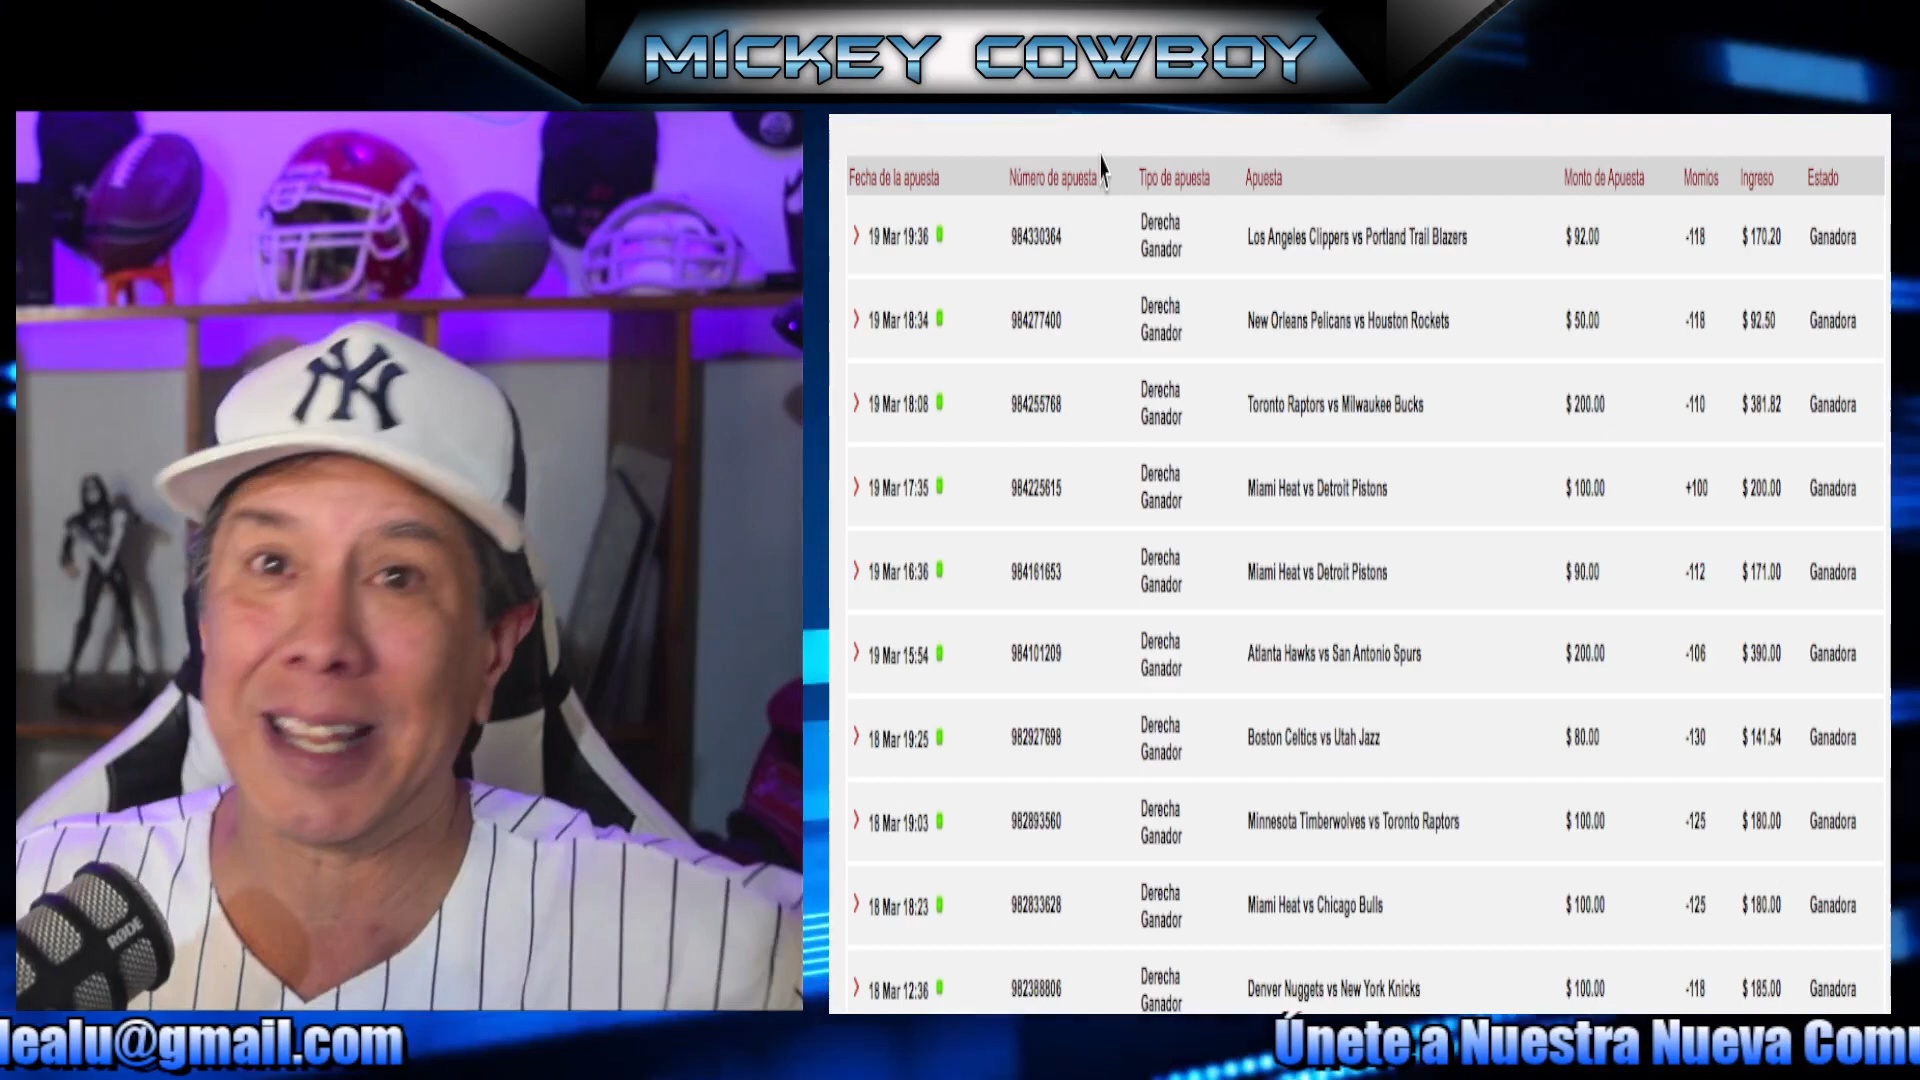 MICKEY COWBOY
Fecha de la apuesta Número de apuesta Tipo de apuesta Apuesta Monto de Apuesta Momios Ingreso Estado
19 Mar 19:36 984330364 Derecha Ganador Los Angeles Clippers vs Portland Trail Blazers $ 92.00 -118 $ 170.20 Ganadora
19 Mar 18:34 984277400 Derecha Ganador New Orleans Pelicans vs Houston Rockets $ 50.00 -118 $ 92.50 Ganadora
19 Mar 18:08 984255768 Derecha Ganador Toronto Raptors vs Milwaukee Bucks $ 200.00 -110 $ 381.82 Ganadora
19 Mar 17:35 984225615 Derecha Ganador Miami Heat vs Detroit Pistons $ 100.00 +100 $ 200.00 Ganadora
19 Mar 16:36 984161653 Derecha Ganador Miami Heat vs Detroit Pistons $ 90.00 -112 $ 171.00 Ganadora
19 Mar 15:54 984101209 Derecha Ganador Atlanta Hawks vs San Antonio Spurs $ 200.00 -106 $ 390.00 Ganadora
18 Mar 19:25 982927698 Derecha Ganador Boston Celtics vs Utah Jazz $ 80.00 -130 $ 141.54 Ganadora
18 Mar 19:03 982893560 Derecha Ganador Minnesota Timberwolves vs Toronto Raptors $ 100.00 -125 $ 180.00 Ganadora
18 Mar 18:23 982833628 Derecha Ganador Miami Heat vs Chicago Bulls $ 100.00 -125 $ 180.00 Ganadora
18 Mar 12:36 982388806 Derecha Ganador Denver Nuggets vs New York Knicks $ 100.00 -118 $ 185.00 Ganadora
NY
RODE
lealu@gmail.com
Únete a Nuestra Nueva Comu